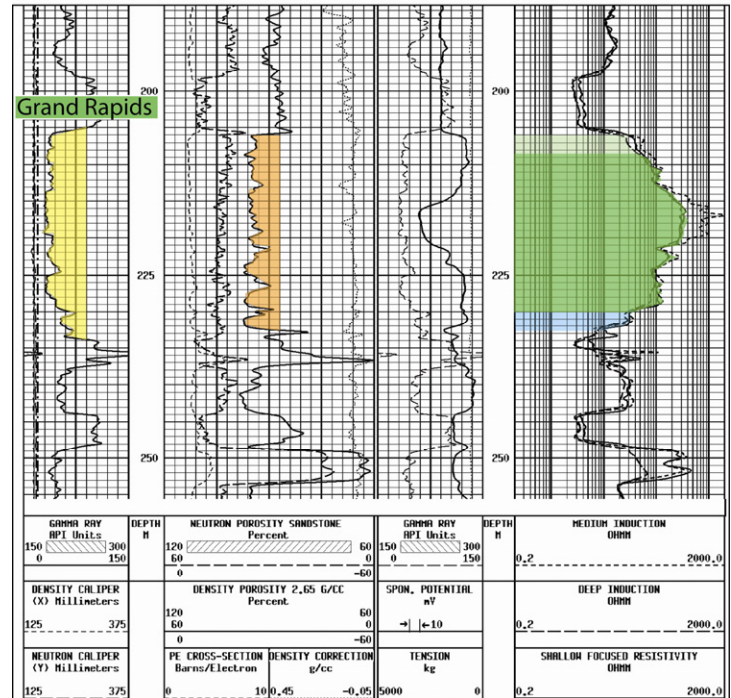 200
200
Grand Rapids
225
225
250
250
GAMMA RAY
API Units
150 300
0 150
DEPTH
M
NEUTRON POROSITY SANDSTONE
Percent
120 60
60 0
0 -60
GAMMA RAY
API Units
150 300
0 150
DEPTH
M
MEDIUM INDUCTION
OHMM
0.2 2000.0
DENSITY CALIPER
(X) Millimeters
125 375
DENSITY POROSITY 2.65 G/CC
Percent
120 60
60 0
0 -60
SPON. POTENTIAL
mV
→| |←10
DEEP INDUCTION
OHMM
0.2 2000.0
NEUTRON CALIPER
(Y) Millimeters
125 375
PE CROSS-SECTION
Barns/Electron
0 10
DENSITY CORRECTION
g/cc
0.45 -0.05
TENSION
kg
5000 0
SHALLOW FOCUSED RESISTIVITY
OHMM
0.2 2000.0